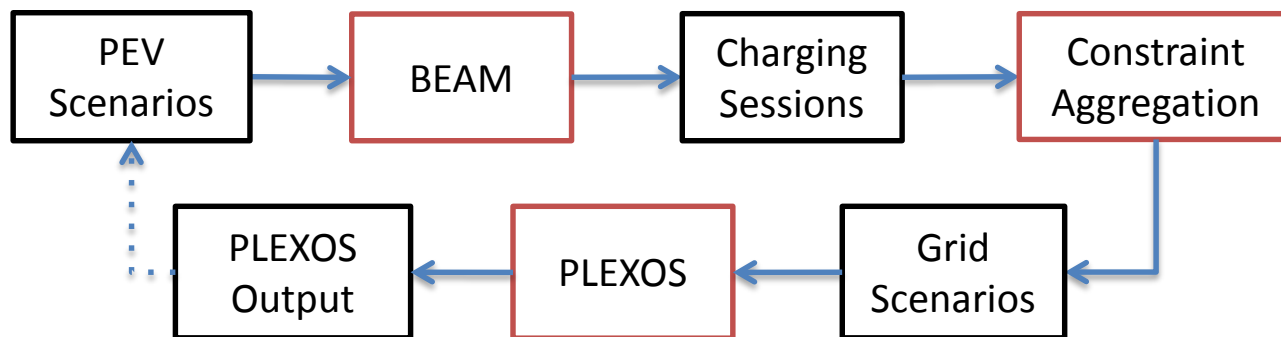 PEV
Scenarios
BEAM
Charging
Sessions
Constraint
Aggregation
PLEXOS
Output
PLEXOS
Grid
Scenarios